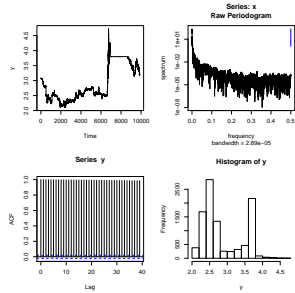 y
2.0 2.5 3.0 3.5 4.0 4.5
0 2000 4000 6000 8000 10000
Time
Series: x
Raw Periodogram
spectrum
1e-08 1e-05 1e-02 1e+01
0.0 0.1 0.2 0.3 0.4 0.5
frequency
bandwidth = 2.89e-05
Series y
ACF
0.0 0.2 0.4 0.6 0.8 1.0
0 10 20 30 40
Lag
Histogram of y
Frequency
0 500 1500 2500
2.0 2.5 3.0 3.5 4.0 4.5
y